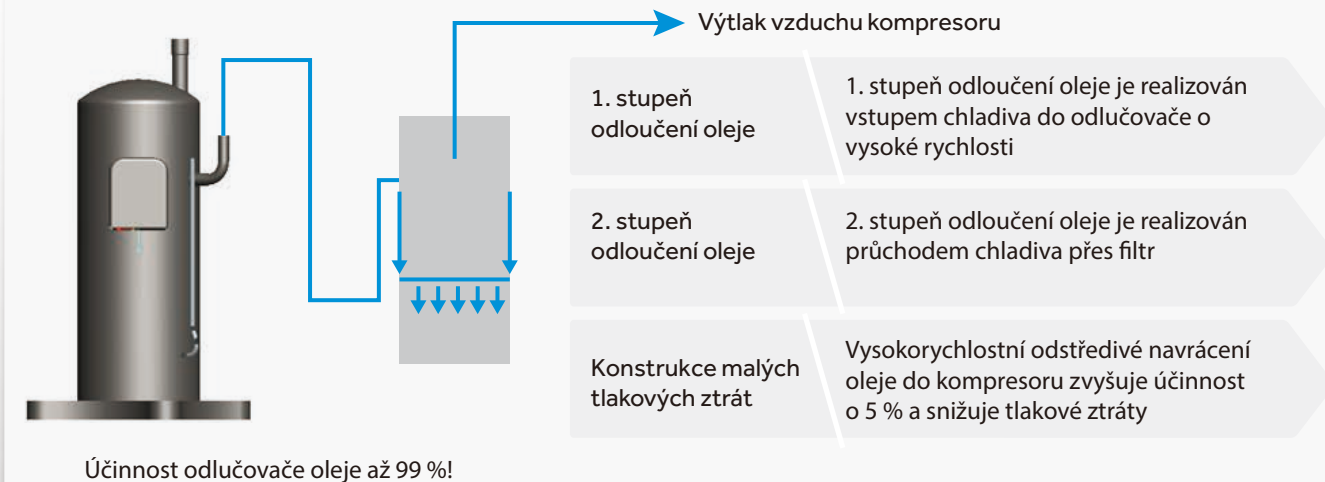 Výtlak vzduchu kompresoru
1. stupeň
odloučení oleje
1. stupeň odloučení oleje je realizován
vstupem chladiva do odlučovače o
vysoké rychlosti
2. stupeň
odloučení oleje
2. stupeň odloučení oleje je realizován
průchodem chladiva přes filtr
Konstrukce malých
tlakových ztrát
Vysokorychlostní odstředivé navrácení
oleje do kompresoru zvyšuje účinnost
o 5 % a snižuje tlakové ztráty
Účinnost odlučovače oleje až 99 %!